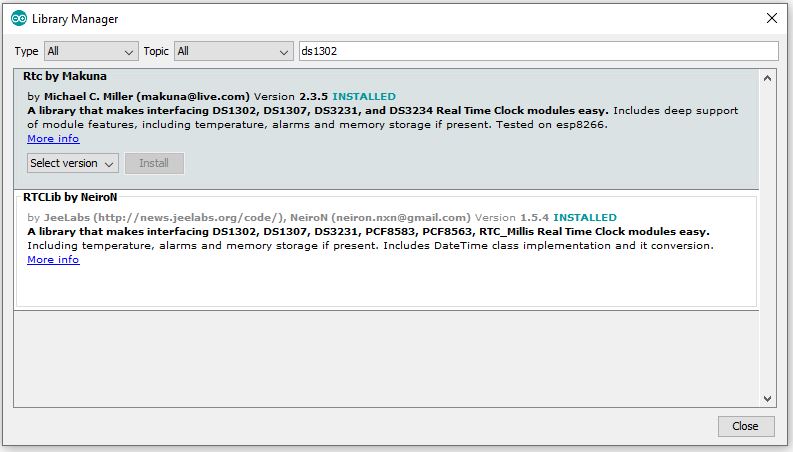 Library Manager
Type All Topic All ds1302
Rtc by Makuna
by Michael C. Miller (makuna@live.com) Version 2.3.5 INSTALLED
A library that makes interfacing DS1302, DS1307, DS3231, and DS3234 Real Time Clock modules easy. Includes deep support
of module features, including temperature, alarms and memory storage if present. Tested on esp8266.
More info
Select version Install
RTCLib by NeiroN
by JeeLabs (http://news.jeelabs.org/code/), NeiroN (neiron.nxn@gmail.com) Version 1.5.4 INSTALLED
A library that makes interfacing DS1302, DS1307, DS3231, PCF8583, PCF8563, RTC_Millis Real Time Clock modules easy.
Including temperature, alarms and memory storage if present. Includes DateTime class implementation and it conversion.
More info
Close